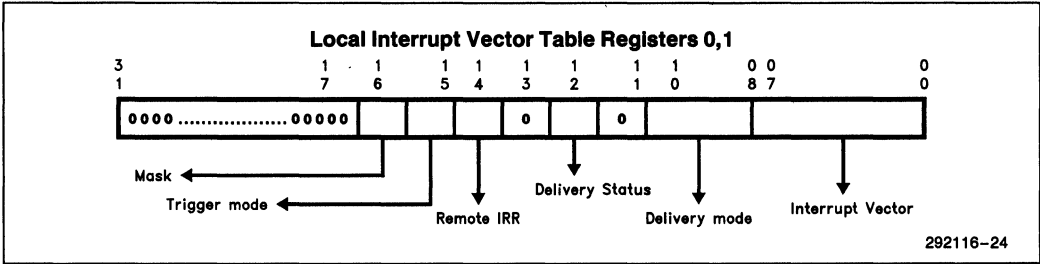 Local Interrupt Vector Table Registers 0,1
3 1 1 1 1 1 1 1 1 0 0 0
1 7 6 5 4 3 2 1 0 8 7 0
0000...................00000 0 0
Mask
Trigger mode
Remote IRR
Delivery Status
Delivery mode
Interrupt Vector
292116-24